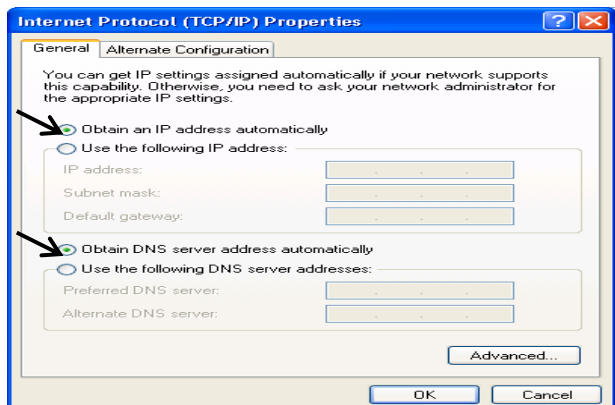 Internet Protocol (TCP/IP) Properties
General
Alternate Configuration
You can get IP settings assigned automatically if your network supports
this capability. Otherwise, you need to ask your network administrator for
the appropriate IP settings.
Obtain an IP address automatically
Use the following IP address:
IP address:
Subnet mask:
Default gateway:
Obtain DNS server address automatically
Use the following DNS server addresses:
Preferred DNS server:
Alternate DNS server:
Advanced...
OK
Cancel